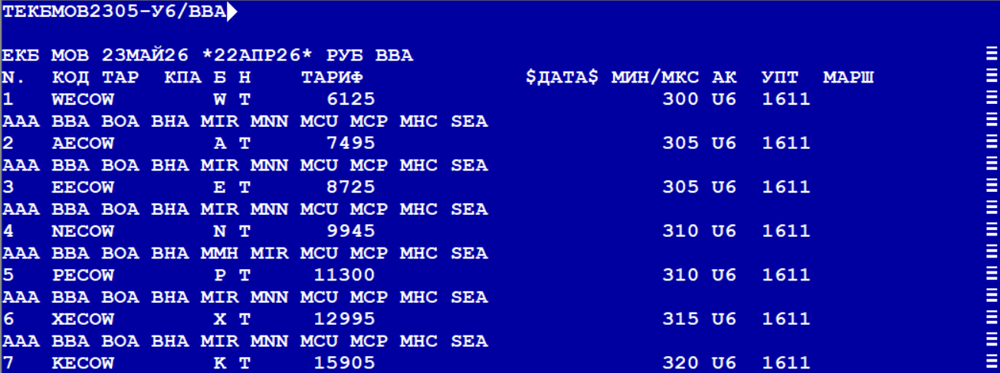 ТЕКБМОВ2305-У6/ВВА
ЕКБ МОВ 23МАЙ26 *22АПР26* РУБ ВВА
N. КОД ТАР КПА Б Н ТАРИФ $ДАТА$ МИН/МКС АК УПТ МАРШ
1 WECOW W T 6125 300 U6 1611
AAA BBA BOA BHA MIR MNN MCU MCP MHC SEA
2 AECOW A T 7495 305 U6 1611
AAA BBA BOA BHA MIR MNN MCU MCP MHC SEA
3 EECOW E T 8725 305 U6 1611
AAA BBA BOA BHA MIR MNN MCU MCP MHC SEA
4 NECOW N T 9945 310 U6 1611
AAA BBA BOA BHA MMH MIR MCU MCP MHC SEA
5 PECOW P T 11300 310 U6 1611
AAA BBA BOA BHA MIR MNN MCU MCP MHC SEA
6 XECOW X T 12995 315 U6 1611
AAA BBA BOA BHA MIR MNN MCU MCP MHC SEA
7 KECOW K T 15905 320 U6 1611